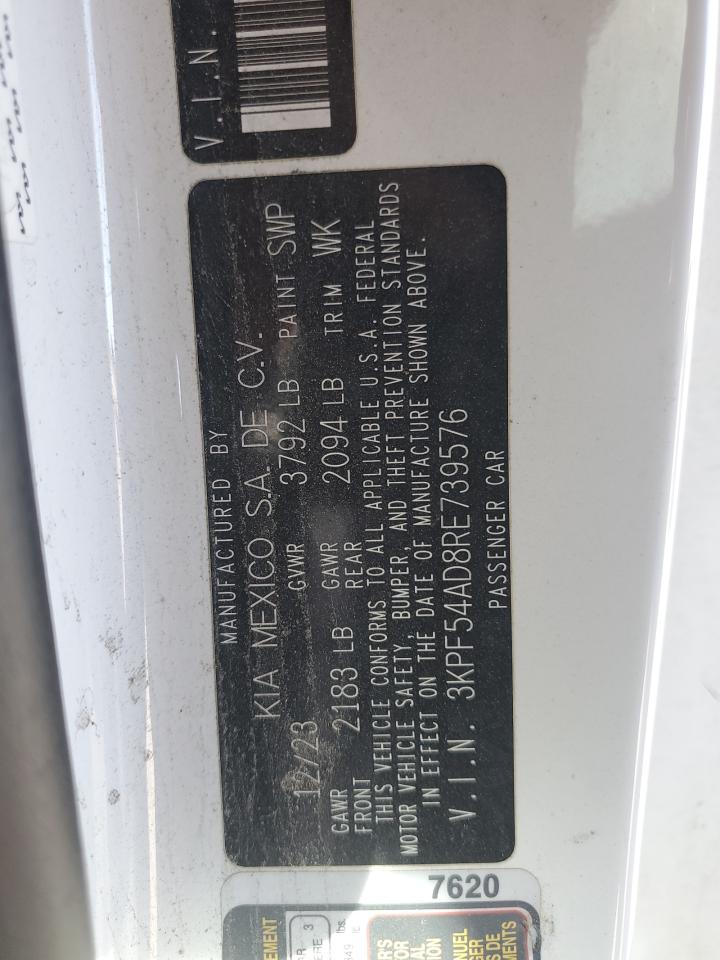 V.I.N.
MANUFACTURED BY
KIA MEXICO S.A. DE C.V.
12/23 GVWR 3792 LB PAINT SWP
GAWR FRONT 2183 LB GAWR REAR 2094 LB TRIM WK
THIS VEHICLE CONFORMS TO ALL APPLICABLE U.S.A. FEDERAL
MOTOR VEHICLE SAFETY, BUMPER, AND THEFT PREVENTION STANDARDS
IN EFFECT ON THE DATE OF MANUFACTURE SHOWN ABOVE.
V.I.N. 3KPF54AD8RE739576
PASSENGER CAR
7620